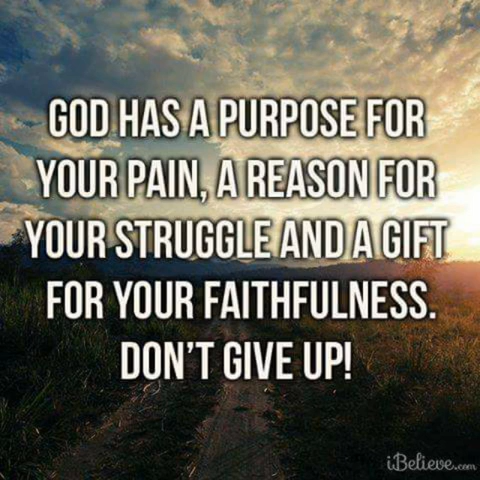 GOD HAS A PURPOSE FOR
YOUR PAIN, A REASON FOR
YOUR STRUGGLE AND A GIFT
FOR YOUR FAITHFULNESS.
DON'T GIVE UP!
iBelieve.com